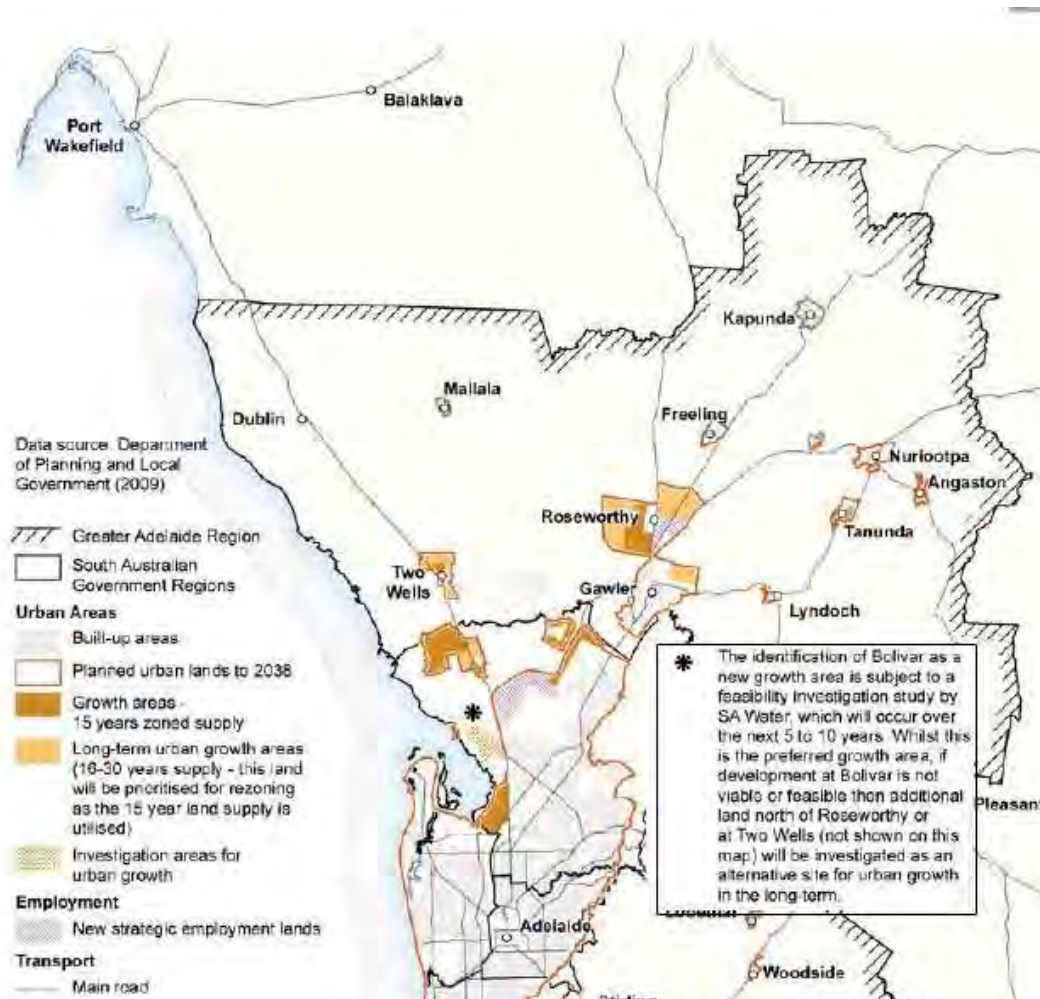 Balaklava
Port
Wakefield
Kapunda
Mallala
Dublin
Freeling
Data source: Department
of Planning and Local
Government (2009)
Nuriootpa
Angaston
Roseworthy
Tanunda
Greater Adelaide Region
South Australian
Government Regions
Two
Wells
Gawler
Lyndoch
Urban Areas
Built-up areas
Planned urban lands to 2038
Growth areas -
15 years zoned supply
Long-term urban growth areas
(16-30 years supply - this land
will be prioritised for rezoning
as the 15 year land supply is
utilised)
Investigation areas for
urban growth
Employment
New strategic employment lands
Transport
Main road
* The identification of Bolivar as a
new growth area is subject to a
feasibility investigation study by
SA Water, which will occur over
the next 5 to 10 years. Whilst this
is the preferred growth area, if
development at Bolivar is not
viable or feasible then additional
land north of Roseworthy or
at Two Wells (not shown on this
map) will be investigated as an
alternative site for urban growth
in the long-term.
*
Pleasant
Adelaide
Woodside